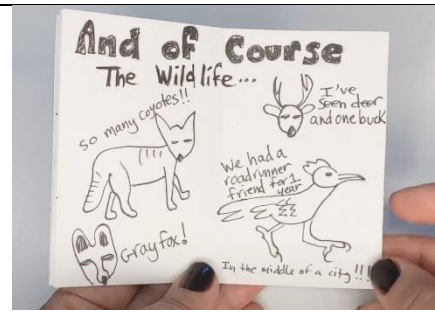 And of Course
The Wildlife...
So many coyotes!!
I've
seen deer
and one buck
We had a
roadrunner
friend for 1
year
Gray fox!
In the middle of a city!!!